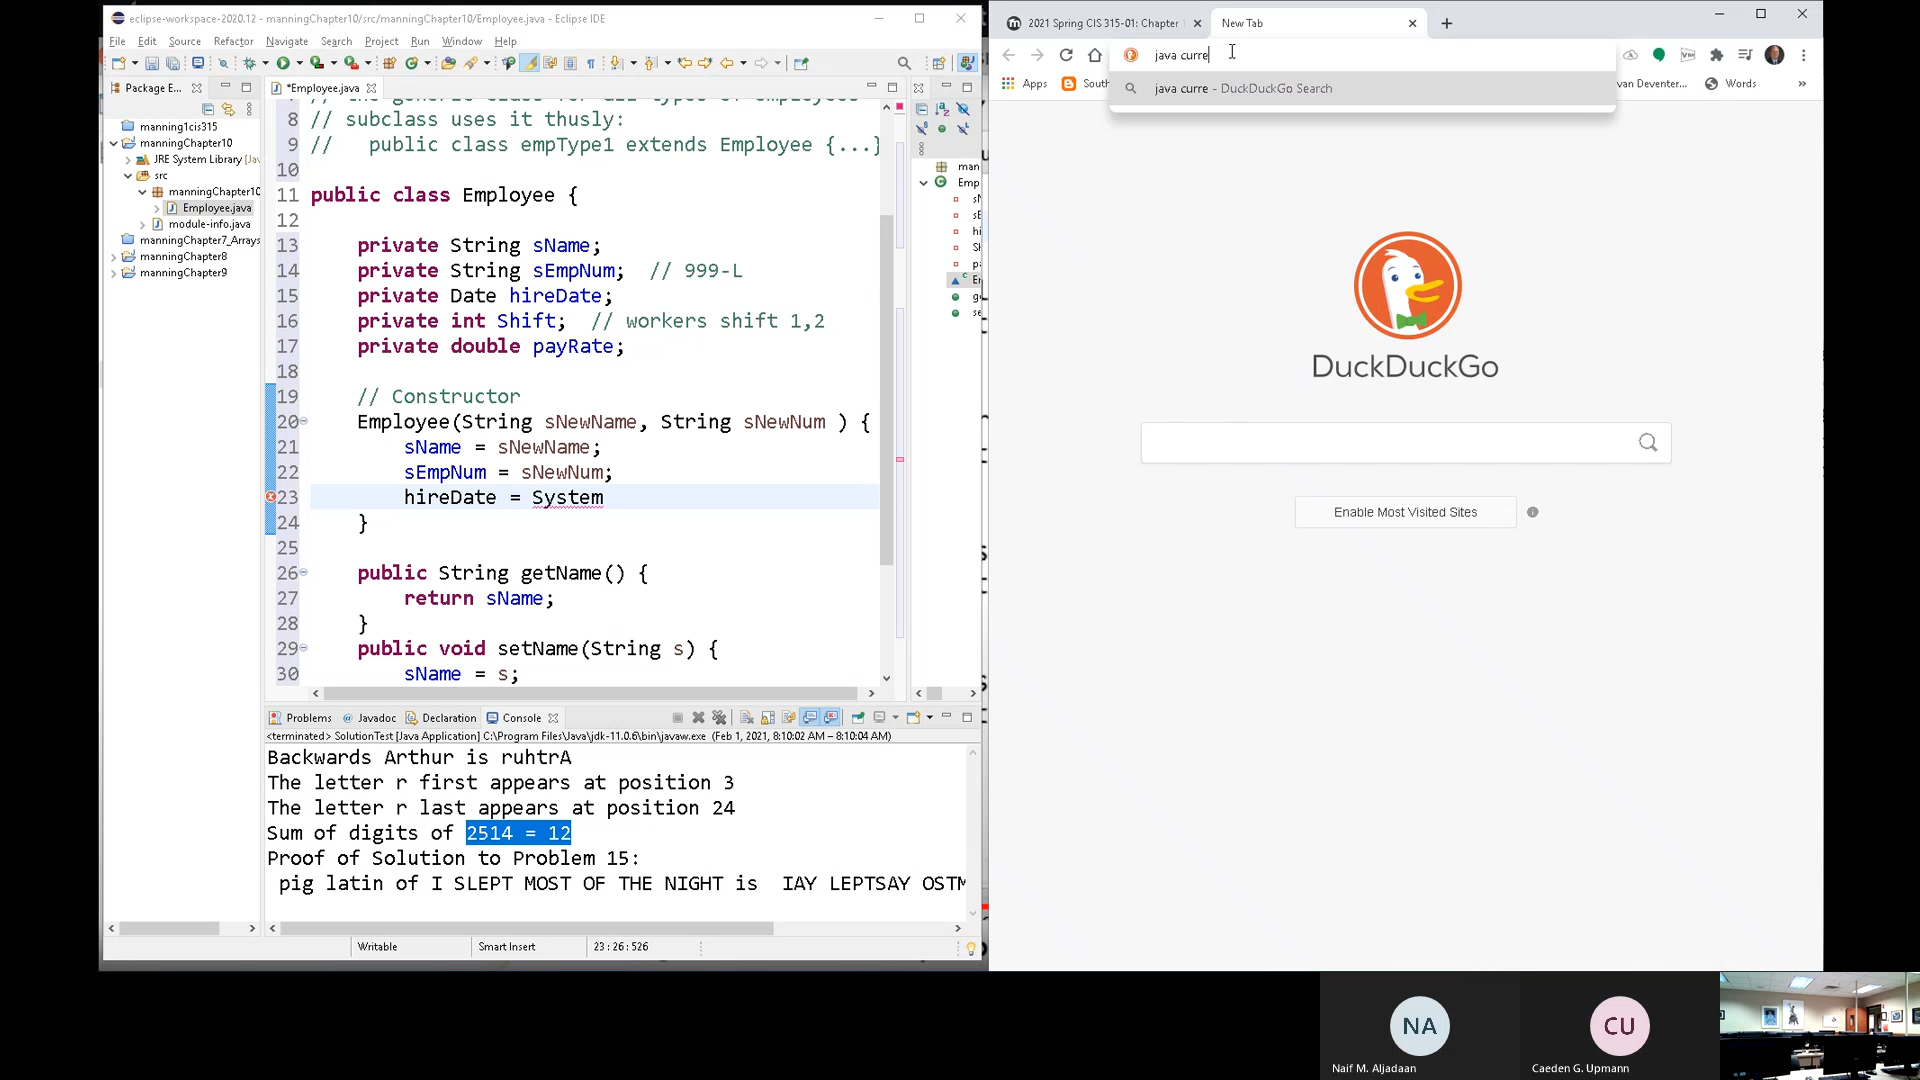 eclipse-workspace-2020.12 - manningChapter10/src/manningChapter10/Employee.java - Eclipse IDE
File Edit Source Refactor Navigate Search Project Run Window Help
Package E...
manning1cis315
manningChapter10
JRE System Library [Jav
src
manningChapter10
Employee.java
module-info.java
manningChapter7_Arrays
manningChapter8
manningChapter9
*Employee.java
8 // subclass uses it thusly:
9 //   public class empType1 extends Employee {...}
10
11 public class Employee {
12
13 private String sName;
14 private String sEmpNum;  // 999-L
15 private Date hireDate;
16 private int Shift;  // workers shift 1,2
17 private double payRate;
18
19 // Constructor
20 Employee(String sNewName, String sNewNum ) {
21 sName = sNewName;
22 sEmpNum = sNewNum;
23 hireDate = System
24 }
25
26 public String getName() {
27 return sName;
28 }
29 public void setName(String s) {
30 sName = s;
man
Emp
Problems @ Javadoc Declaration Console
<terminated> SolutionTest [Java Application] C:\Program Files\Java\jdk-11.0.6\bin\javaw.exe (Feb 1, 2021, 8:10:02 AM – 8:10:04 AM)
Backwards Arthur is ruhtrA
The letter r first appears at position 3
The letter r last appears at position 24
Sum of digits of 2514 = 12
Proof of Solution to Problem 15:
pig latin of I SLEPT MOST OF THE NIGHT is  IAY LEPTSAY OSTM
Writable Smart Insert 23 : 26 : 526
2021 Spring CIS 315-01: Chapter
New Tab
java curre
Apps South van Deventer... Words »
java curre - DuckDuckGo Search
DuckDuckGo
Enable Most Visited Sites
NA
Naif M. Aljadaan
CU
Caeden G. Upmann